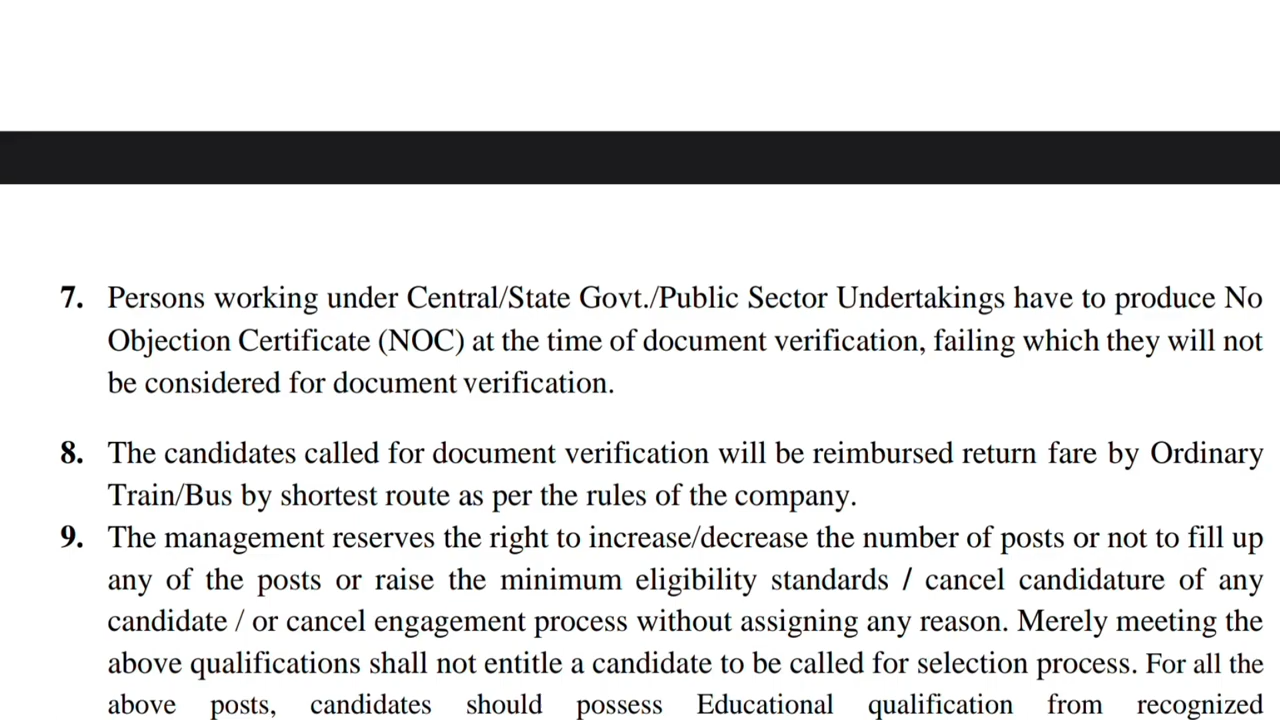 7. Persons working under Central/State Govt./Public Sector Undertakings have to produce No
Objection Certificate (NOC) at the time of document verification, failing which they will not
be considered for document verification.
8. The candidates called for document verification will be reimbursed return fare by Ordinary
Train/Bus by shortest route as per the rules of the company.
9. The management reserves the right to increase/decrease the number of posts or not to fill up
any of the posts or raise the minimum eligibility standards / cancel candidature of any
candidate / or cancel engagement process without assigning any reason. Merely meeting the
above qualifications shall not entitle a candidate to be called for selection process. For all the
above posts, candidates should possess Educational qualification from recognized